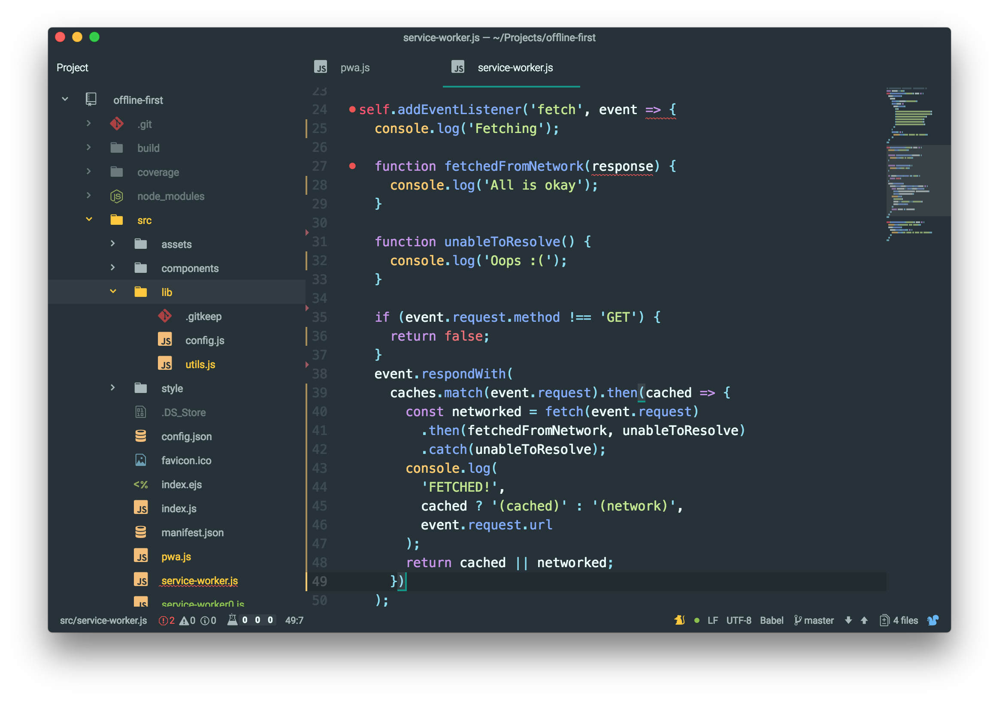 service-worker.js — ~/Projects/offline-first
Project
offline-first
.git
build
coverage
node_modules
src
assets
components
lib
.gitkeep
config.js
utils.js
style
.DS_Store
config.json
favicon.ico
<% index.ejs
index.js
manifest.json
pwa.js
service-worker.js
service-worker0.js
JS pwa.js
JS service-worker.js
23
24 self.addEventListener('fetch', event => {
25   console.log('Fetching');
26
27   function fetchedFromNetwork(response) {
28     console.log('All is okay');
29   }
30
31   function unableToResolve() {
32     console.log('Oops :(');
33   }
34
35   if (event.request.method !== 'GET') {
36     return false;
37   }
38   event.respondWith(
39     caches.match(event.request).then(cached => {
40       const networked = fetch(event.request)
41         .then(fetchedFromNetwork, unableToResolve)
42         .catch(unableToResolve);
43       console.log(
44         'FETCHED!',
45         cached ? '(cached)' : '(network)',
46         event.request.url
47       );
48       return cached || networked;
49     })
50   );
src/service-worker.js 2 0 0 0 0 0 49:7 LF UTF-8 Babel master 4 files